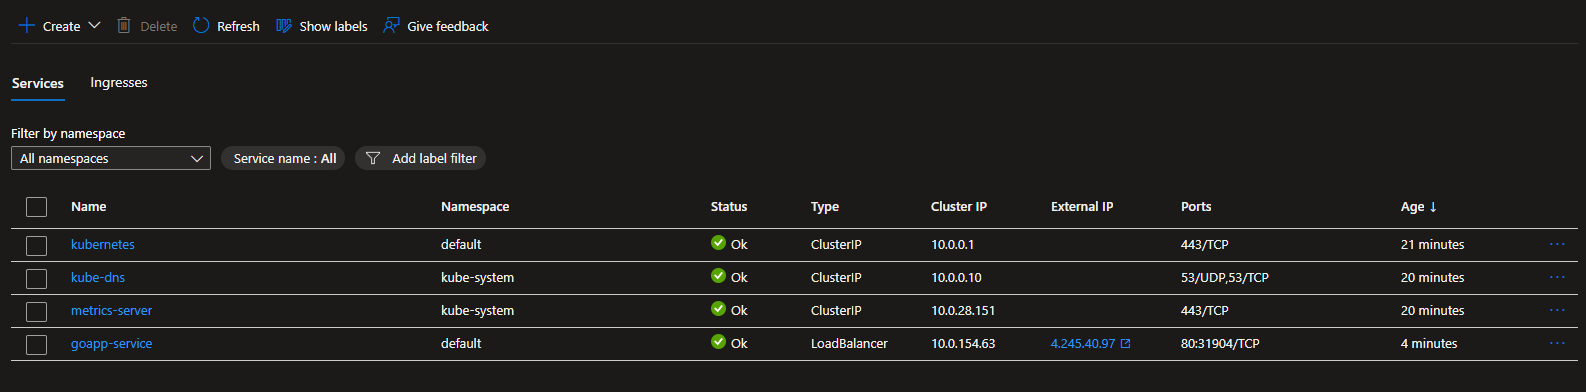 Create Delete Refresh Show labels Give feedback
Services Ingresses
Filter by namespace
All namespaces Service name : All Add label filter
Name Namespace Status Type Cluster IP External IP Ports Age ↓
kubernetes default Ok ClusterIP 10.0.0.1 443/TCP 21 minutes
kube-dns kube-system Ok ClusterIP 10.0.0.10 53/UDP,53/TCP 20 minutes
metrics-server kube-system Ok ClusterIP 10.0.28.151 443/TCP 20 minutes
goapp-service default Ok LoadBalancer 10.0.154.63 4.245.40.97 80:31904/TCP 4 minutes